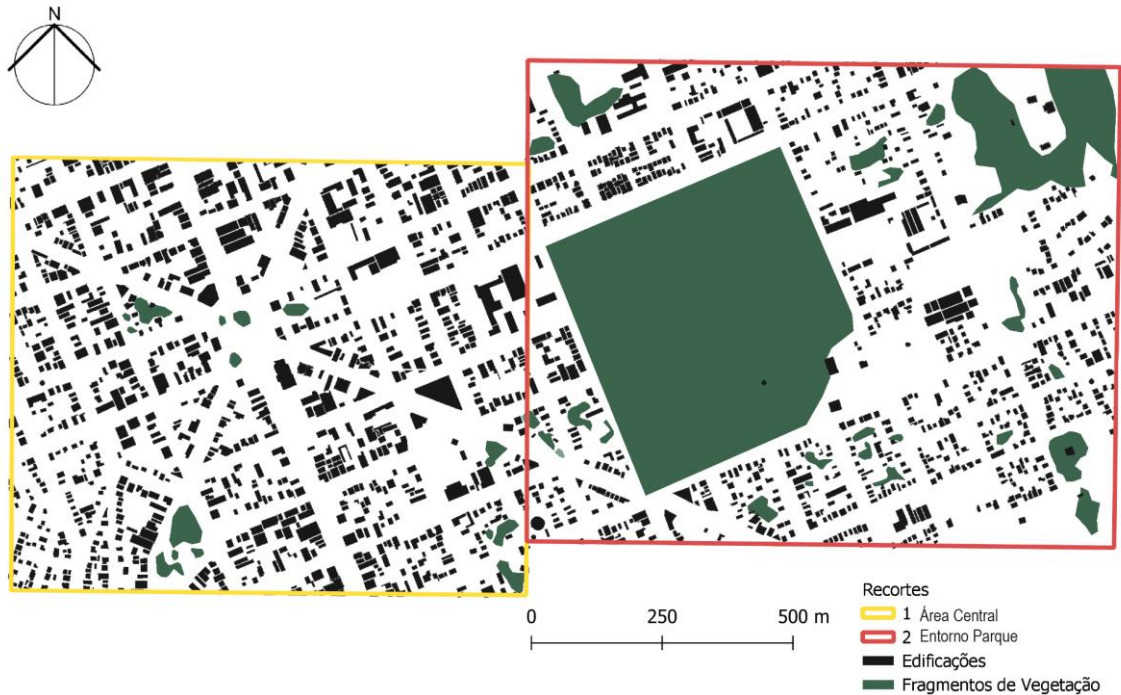 N
0 250 500 m
Recortes
1 Área Central
2 Entorno Parque
Edificações
Fragmentos de Vegetação